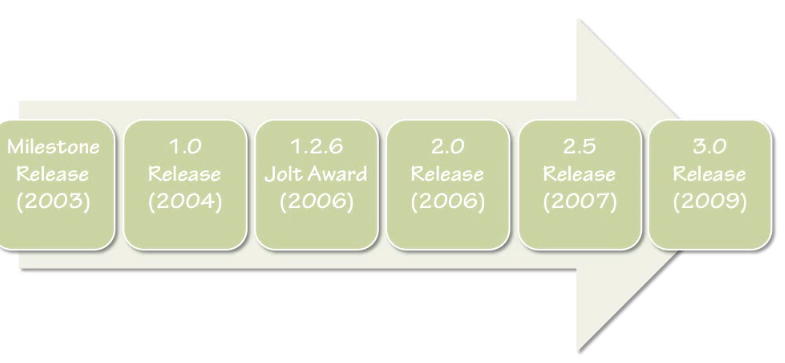 Milestone
Release
(2003)
1.0
Release
(2004)
1.2.6
Jolt Award
(2006)
2.0
Release
(2006)
2.5
Release
(2007)
3.0
Release
(2009)